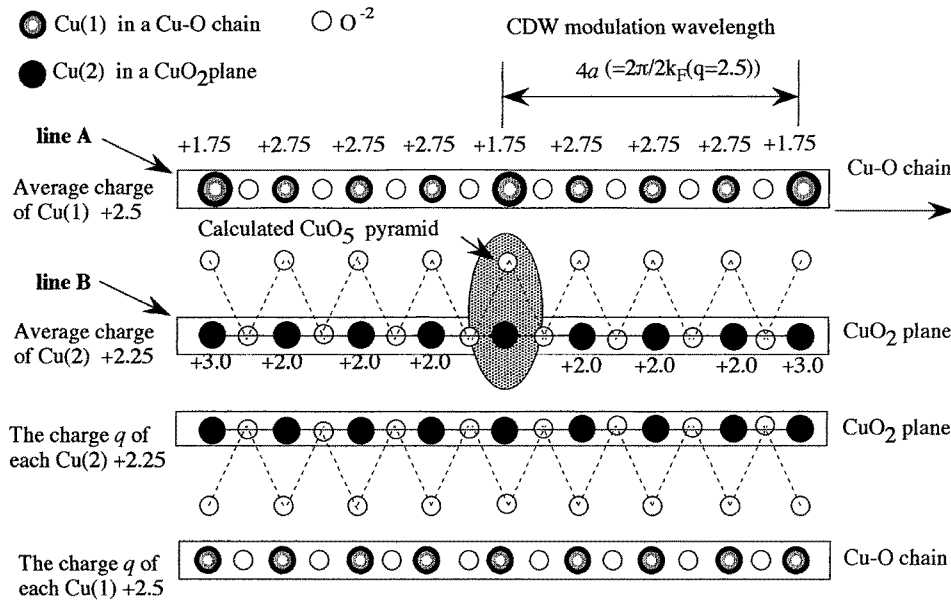 Cu(1) in a Cu-O chain O⁻²
Cu(2) in a CuO₂plane
CDW modulation wavelength
4a (=2π/2k_F(q=2.5))
line A
+1.75 +2.75 +2.75 +2.75 +1.75 +2.75 +2.75 +2.75 +1.75
Cu-O chain
Average charge
of Cu(1) +2.5
Calculated CuO₅ pyramid
line B
Average charge
of Cu(2) +2.25
CuO₂ plane
+3.0 +2.0 +2.0 +2.0 +2.0 +2.0 +2.0 +3.0
The charge q of
each Cu(2) +2.25
CuO₂ plane
The charge q of
each Cu(1) +2.5
Cu-O chain